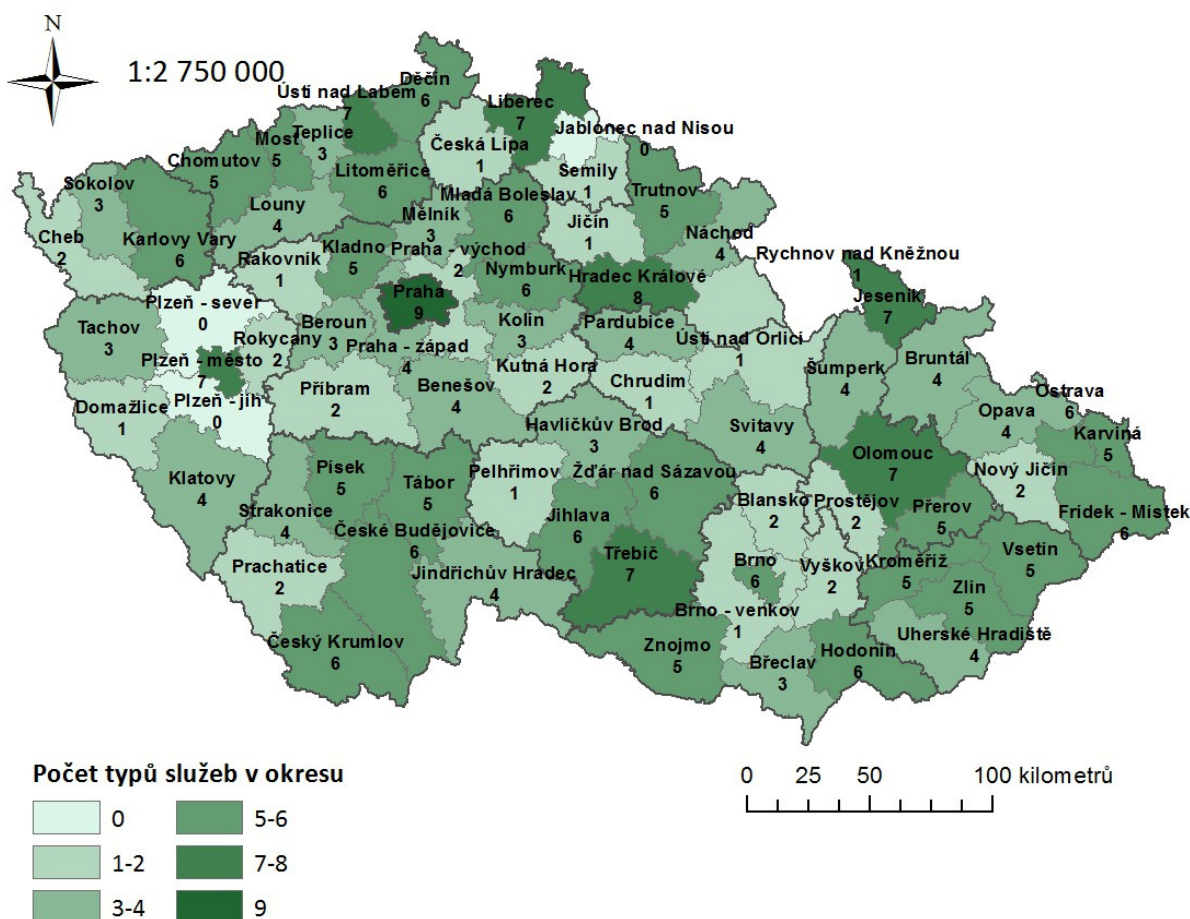 N
1:2 750 000
Děčín
6
Ústí nad Labem
7
Liberec
7
Jablonec nad Nisou
0
Teplice
3
Most
5
Česká Lípa
1
Chomutov
5
Semily
1
Litoměřice
6
Sokolov
3
Mladá Boleslav
6
Trutnov
5
Louny
4
Mělník
3
Jičín
1
Náchod
4
Cheb
2
Karlovy Vary
6
Kladno
5
Praha - východ
2
Rakovník
1
Rychnov nad Kněžnou
1
Nymburk
6
Hradec Králové
8
Praha
9
Jeseník
7
Plzeň - sever
0
Tachov
3
Rokycany
2
Beroun
3
Kolín
3
Pardubice
4
Praha - západ
4
Ústí nad Orlicí
1
Plzeň - město
7
Kutná Hora
2
Šumperk
4
Bruntál
4
Příbram
2
Benešov
4
Chrudim
1
Ostrava
6
Domažlice
1
Plzeň - jih
0
Opava
4
Havlíčkův Brod
3
Svitavy
4
Karviná
5
Olomouc
7
Písek
5
Nový Jičín
2
Klatovy
4
Tábor
5
Pelhřimov
1
Žďár nad Sázavou
6
Blansko
2
Prostějov
2
Přerov
5
Frídek - Místek
6
Strakonice
4
Jihlava
6
České Budějovice
6
Třebíč
7
Vsetín
5
Prachatice
2
Brno
6
Vyškov
2
Kroměříž
5
Jindřichův Hradec
4
Zlín
5
Brno - venkov
1
Uherské Hradiště
4
Český Krumlov
6
Znojmo
5
Břeclav
3
Hodonín
6
Počet typů služeb v okresu
0
1-2
3-4
5-6
7-8
9
0 25 50 100 kilometrů